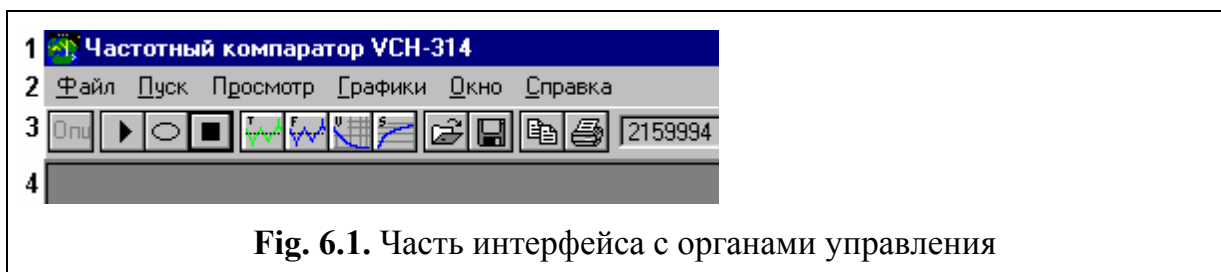 1 Частотный компаратор VCH-314
2 Файл Пуск Просмотр Графики Окно Справка
3 Опи T F U S 2159994
4
Fig. 6.1. Часть интерфейса с органами управления